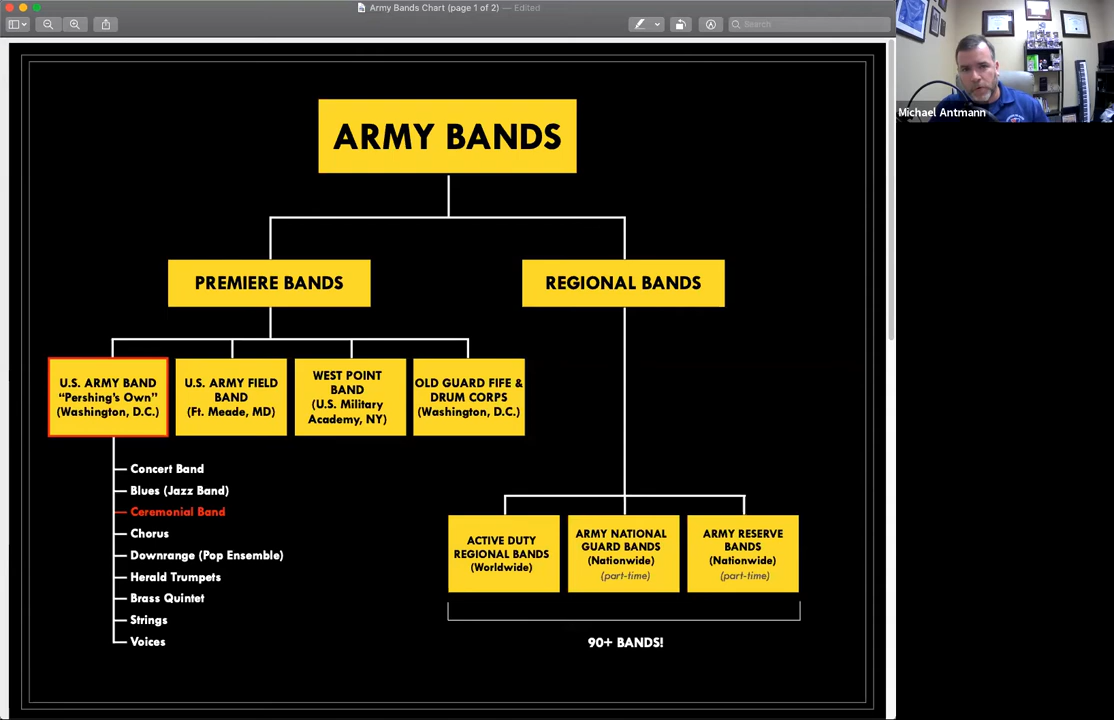 Army Bands Chart (page 1 of 2) — Edited
Search
Michael Antmann
ARMY BANDS
PREMIERE BANDS
REGIONAL BANDS
U.S. ARMY BAND
“Pershing’s Own”
(Washington, D.C.)
U.S. ARMY FIELD
BAND
(Ft. Meade, MD)
WEST POINT
BAND
(U.S. Military
Academy, NY)
OLD GUARD FIFE &
DRUM CORPS
(Washington, D.C.)
Concert Band
Blues (Jazz Band)
Ceremonial Band
Chorus
Downrange (Pop Ensemble)
Herald Trumpets
Brass Quintet
Strings
Voices
ACTIVE DUTY
REGIONAL BANDS
(Worldwide)
ARMY NATIONAL
GUARD BANDS
(Nationwide)
(part-time)
ARMY RESERVE
BANDS
(Nationwide)
(part-time)
90+ BANDS!